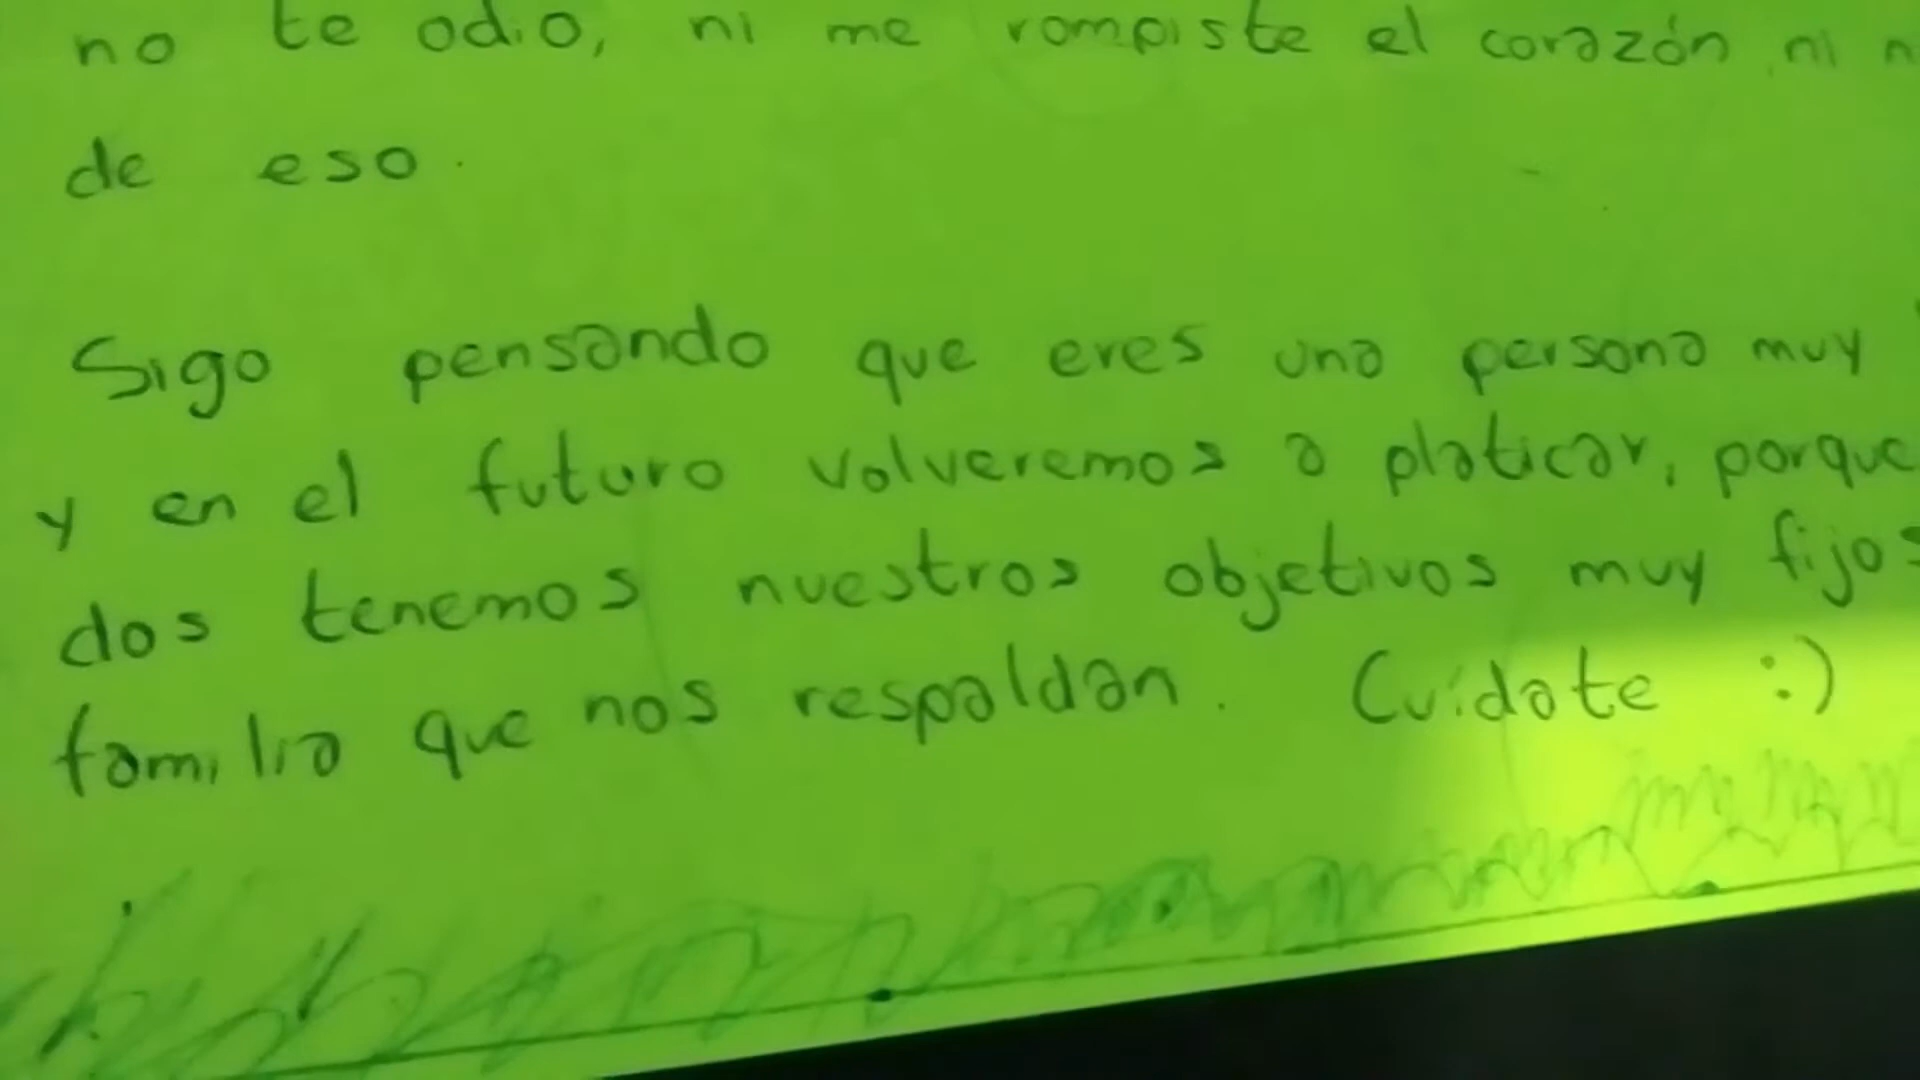 no te odio, ni me rompiste el corazón, ni
de eso.
Sigo pensando que eres una persona muy
y en el futuro volveremos a platicar, porque
dos tenemos nuestros objetivos muy fijos
familia que nos respaldan. Cuídate :)